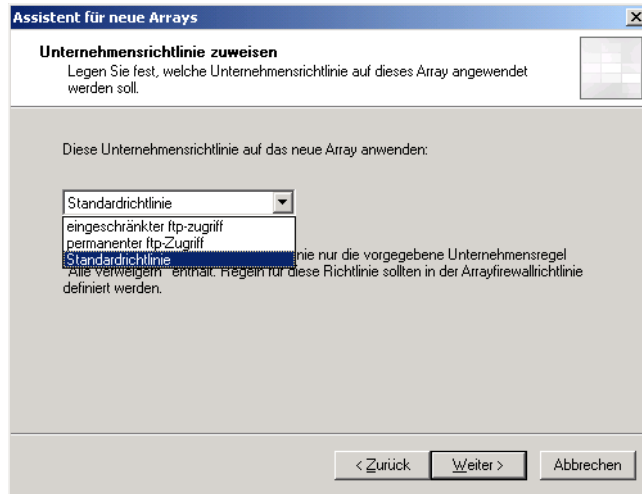 Assistent für neue Arrays
Unternehmensrichtlinie zuweisen
Legen Sie fest, welche Unternehmensrichtlinie auf dieses Array angewendet
werden soll.
Diese Unternehmensrichtlinie auf das neue Array anwenden:
Standardrichtlinie
eingeschränkter ftp-zugriff
permanenter ftp-Zugriff
Standardrichtlinie
nie nur die vorgegebene Unternehmensregel
"Alle verweigern" enthält. Regeln für diese Richtlinie sollten in der Arrayfirewallrichtlinie
definiert werden.
< Zurück
Weiter >
Abbrechen